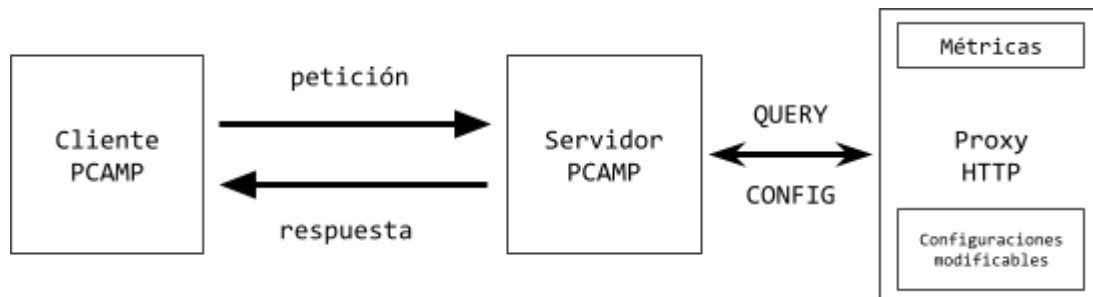 Cliente
PCAMP
petición
respuesta
Servidor
PCAMP
QUERY
CONFIG
Métricas
Proxy
HTTP
Configuraciones
modificables